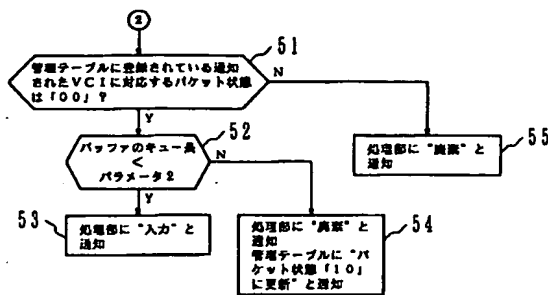 2
51
管理テーブルに登録されている通知
されたVCIに対応するパケット状態
は「00」?
N
Y
52
バッファのキュー長
<
パラメータ2
N
Y
処理部に"廃棄"と
通知
55
53
処理部に"入力"と
通知
処理部に"廃棄"と
通知
管理テーブルに"パ
ケット状態「10」
に更新"と通知
54